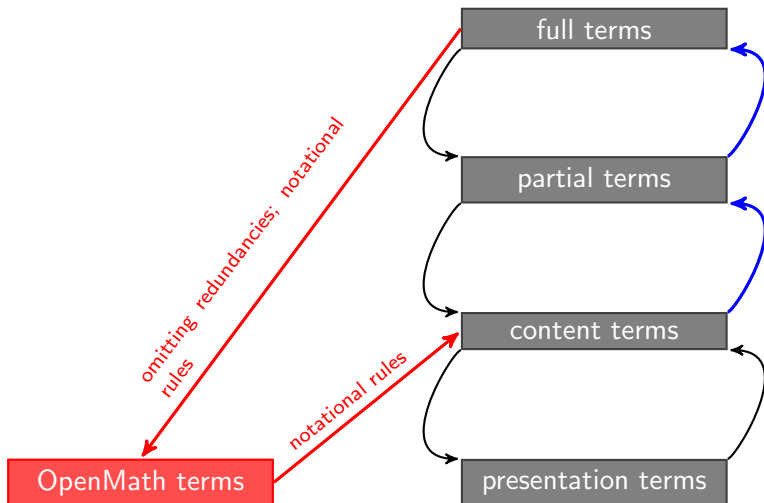 full terms
partial terms
omitting redundancies; notational
rules
content terms
notational rules
OpenMath terms
presentation terms